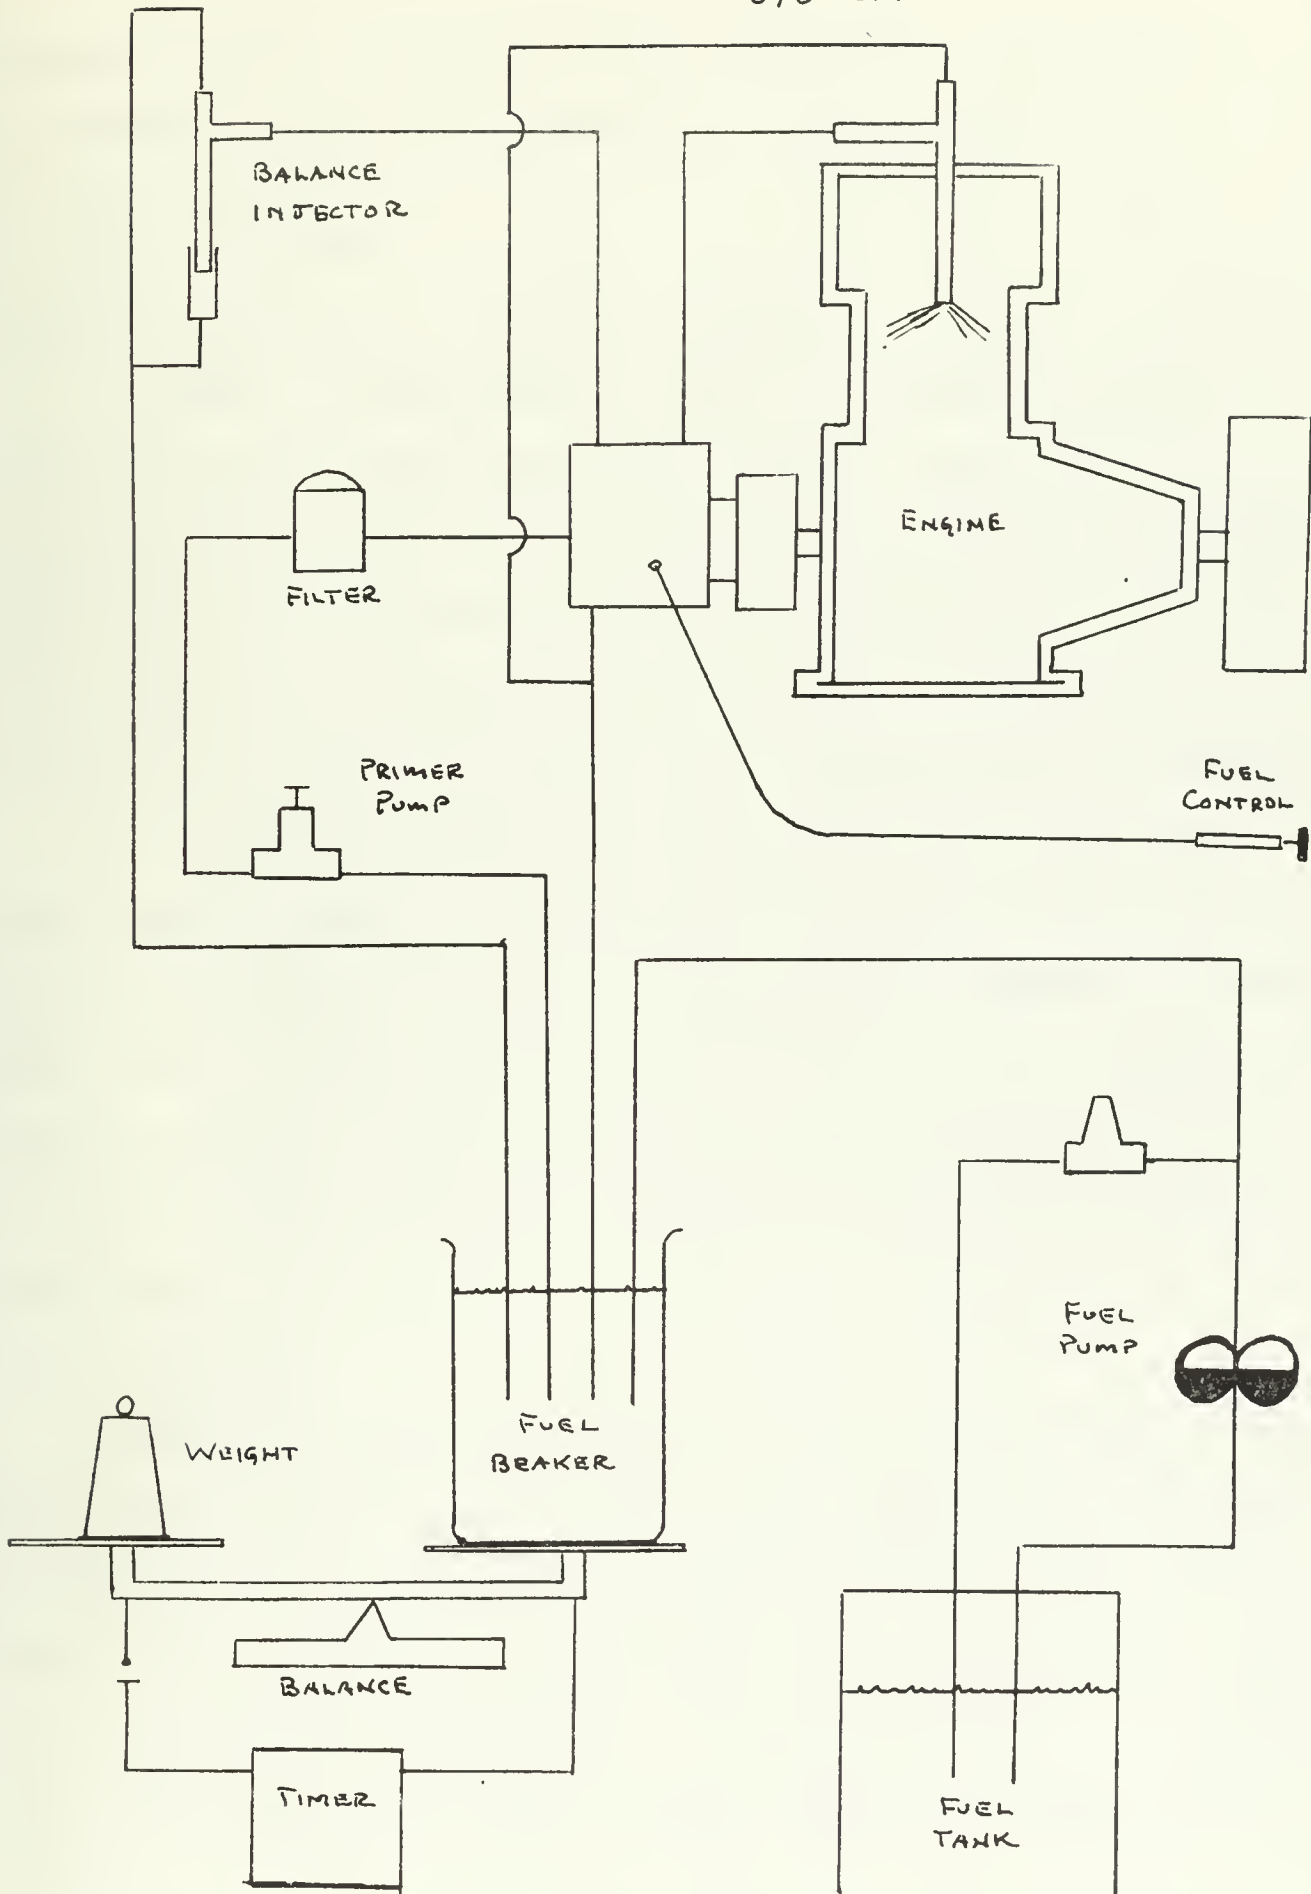 BALANCE
INJECTOR
ENGINE
FILTER
PRIMER
PUMP
FUEL
CONTROL
FUEL
PUMP
FUEL
BEAKER
WEIGHT
BALANCE
TIMER
FUEL
TANK